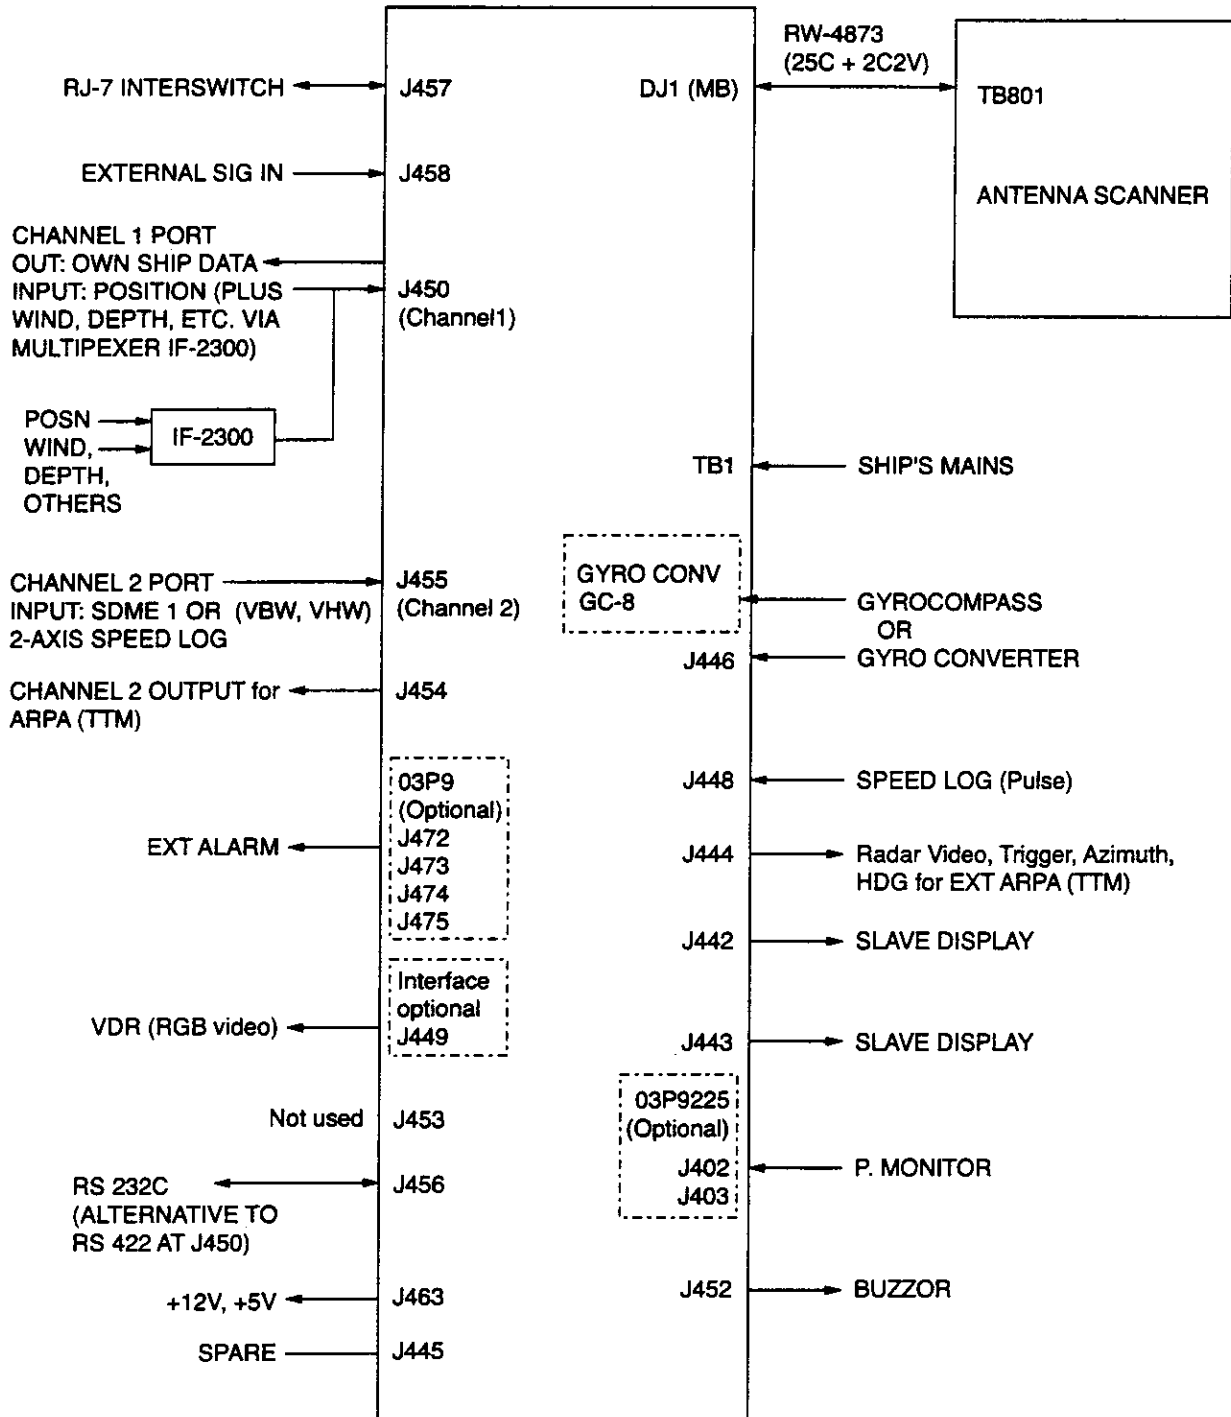 RW-4873
(25C + 2C2V)
RJ-7 INTERSWITCH
J457
DJ1 (MB)
TB801
EXTERNAL SIG IN
J458
ANTENNA SCANNER
CHANNEL 1 PORT
OUT: OWN SHIP DATA
INPUT: POSITION (PLUS
WIND, DEPTH, ETC. VIA
MULTIPEXER IF-2300)
J450
(Channel1)
POSN
WIND,
DEPTH,
OTHERS
IF-2300
TB1
SHIP'S MAINS
CHANNEL 2 PORT
INPUT: SDME 1 OR (VBW, VHW)
2-AXIS SPEED LOG
J455
(Channel 2)
GYRO CONV
GC-8
GYROCOMPASS
OR
GYRO CONVERTER
J446
CHANNEL 2 OUTPUT for
ARPA (TTM)
J454
03P9
(Optional)
J472
J473
J474
J475
EXT ALARM
J448
SPEED LOG (Pulse)
J444
Radar Video, Trigger, Azimuth,
HDG for EXT ARPA (TTM)
J442
SLAVE DISPLAY
Interface
optional
J449
VDR (RGB video)
J443
SLAVE DISPLAY
Not used
J453
03P9225
(Optional)
J402
J403
P. MONITOR
RS 232C
(ALTERNATIVE TO
RS 422 AT J450)
J456
J452
BUZZOR
+12V, +5V
J463
SPARE
J445